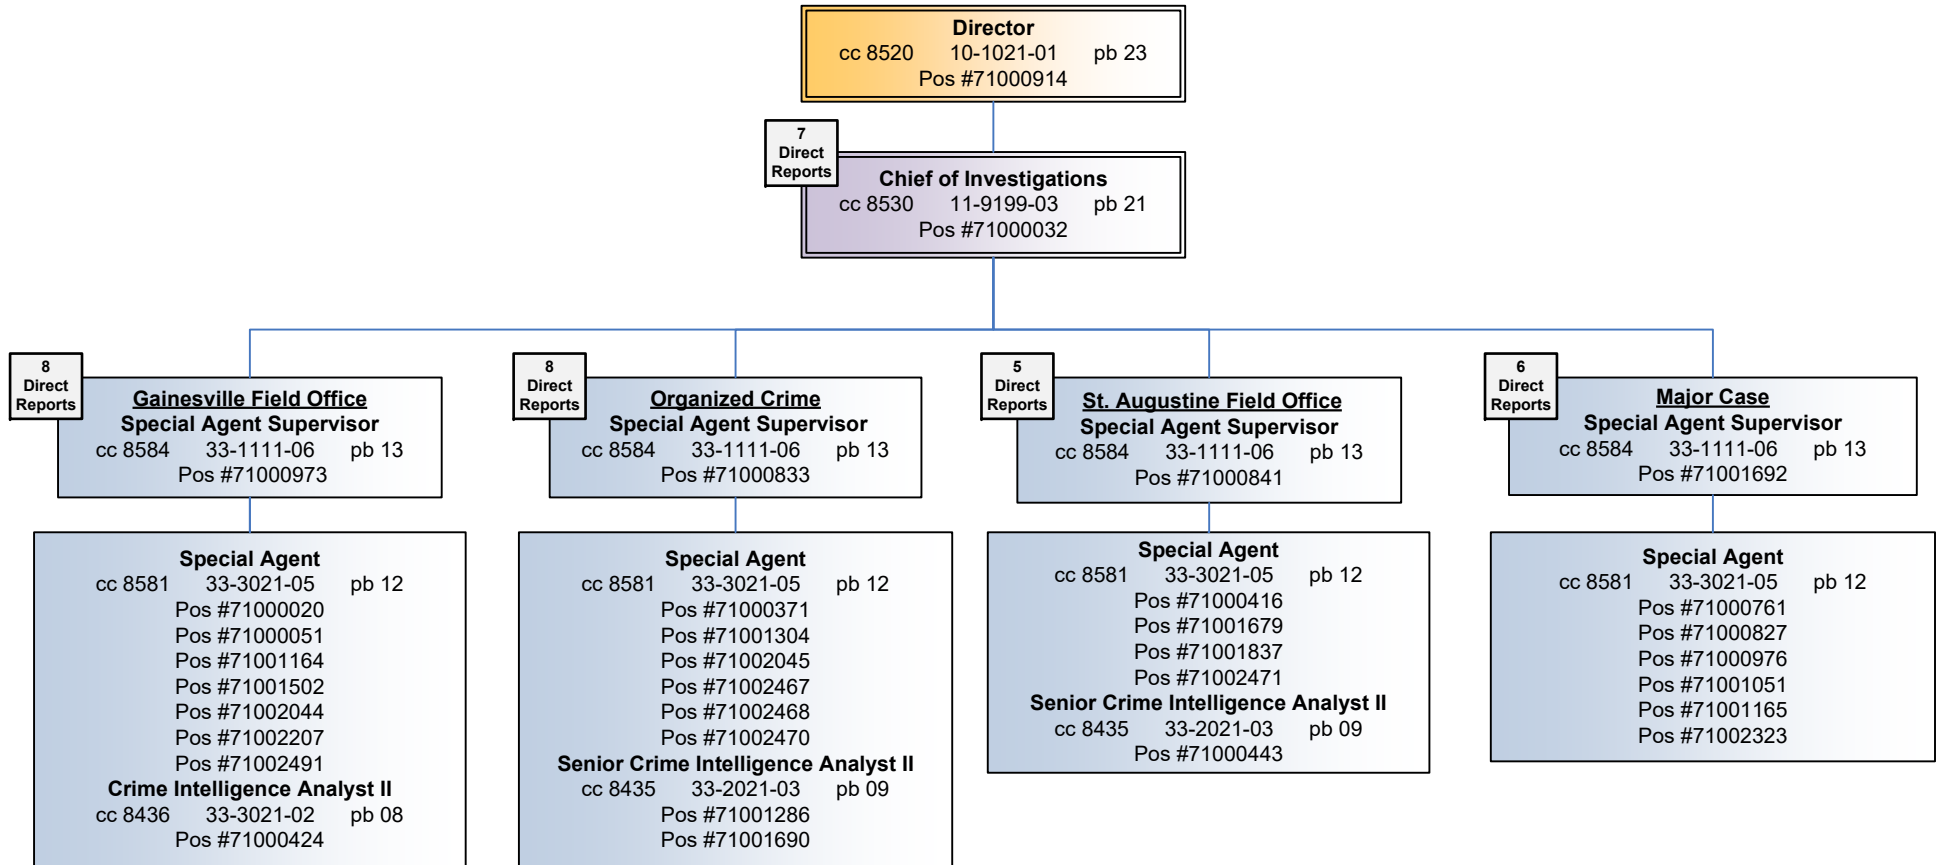 Director
cc 8520 10-1021-01 pb 23
Pos #71000914
7
Direct
Reports
Chief of Investigations
cc 8530 11-9199-03 pb 21
Pos #71000032
8
Direct
Reports
Gainesville Field Office
Special Agent Supervisor
cc 8584 33-1111-06 pb 13
Pos #71000973
Special Agent
cc 8581 33-3021-05 pb 12
Pos #71000020
Pos #71000051
Pos #71001164
Pos #71001502
Pos #71002044
Pos #71002207
Pos #71002491
Crime Intelligence Analyst II
cc 8436 33-3021-02 pb 08
Pos #71000424
8
Direct
Reports
Organized Crime
Special Agent Supervisor
cc 8584 33-1111-06 pb 13
Pos #71000833
Special Agent
cc 8581 33-3021-05 pb 12
Pos #71000371
Pos #71001304
Pos #71002045
Pos #71002467
Pos #71002468
Pos #71002470
Senior Crime Intelligence Analyst II
cc 8435 33-2021-03 pb 09
Pos #71001286
Pos #71001690
5
Direct
Reports
St. Augustine Field Office
Special Agent Supervisor
cc 8584 33-1111-06 pb 13
Pos #71000841
Special Agent
cc 8581 33-3021-05 pb 12
Pos #71000416
Pos #71001679
Pos #71001837
Pos #71002471
Senior Crime Intelligence Analyst II
cc 8435 33-2021-03 pb 09
Pos #71000443
6
Direct
Reports
Major Case
Special Agent Supervisor
cc 8584 33-1111-06 pb 13
Pos #71001692
Special Agent
cc 8581 33-3021-05 pb 12
Pos #71000761
Pos #71000827
Pos #71000976
Pos #71001051
Pos #71001165
Pos #71002323